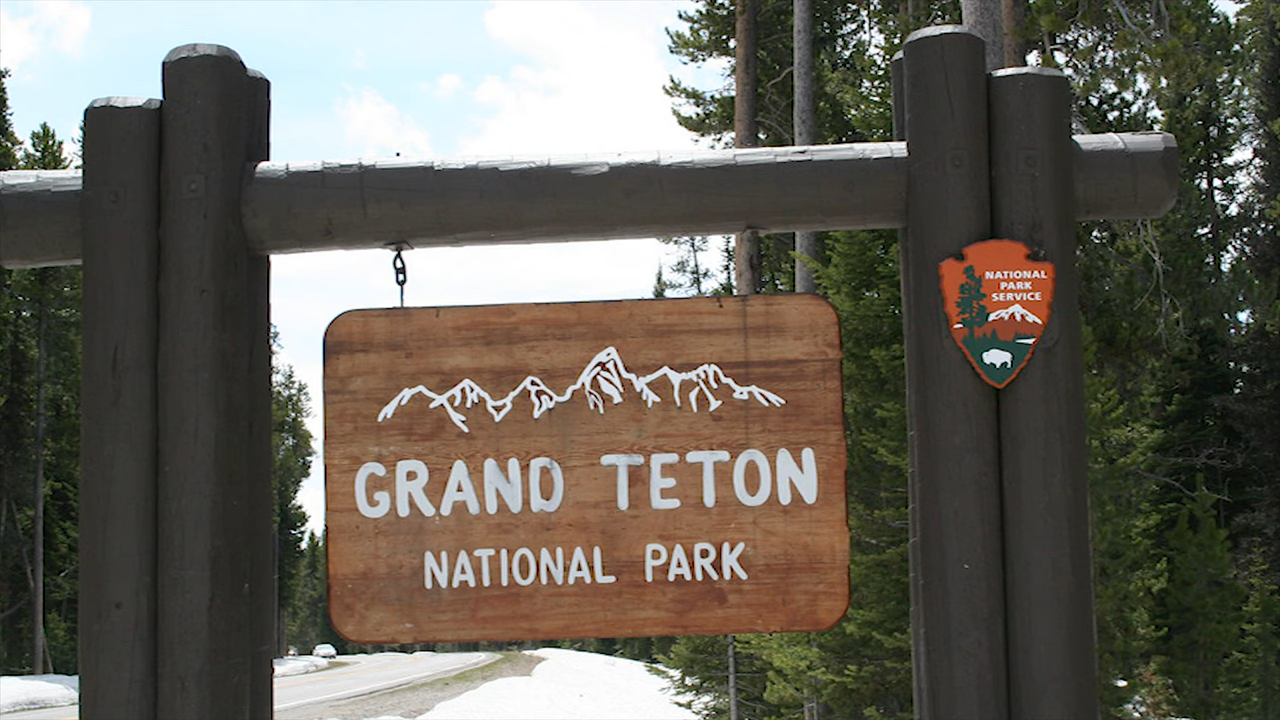 GRAND TETON
NATIONAL PARK
NATIONAL
PARK
SERVICE